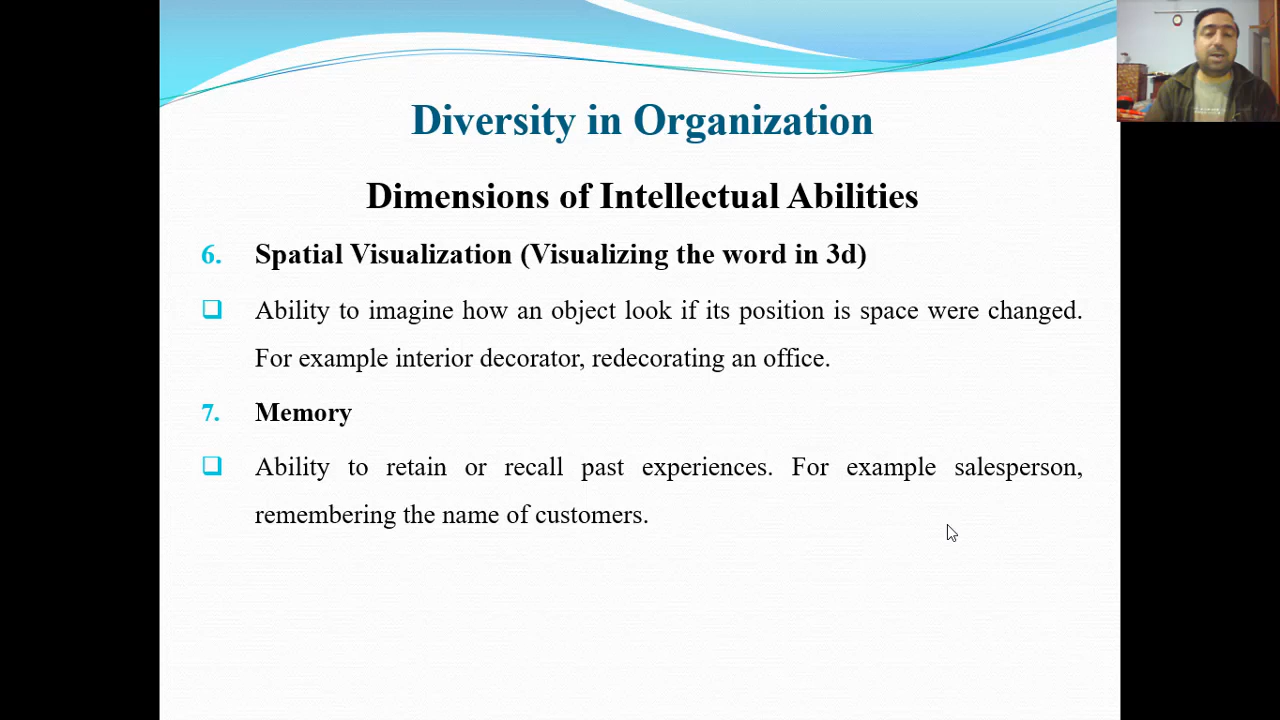 Diversity in Organization
Dimensions of Intellectual Abilities
6. Spatial Visualization (Visualizing the word in 3d)
Ability to imagine how an object look if its position is space were changed.
For example interior decorator, redecorating an office.
7. Memory
Ability to retain or recall past experiences. For example salesperson,
remembering the name of customers.